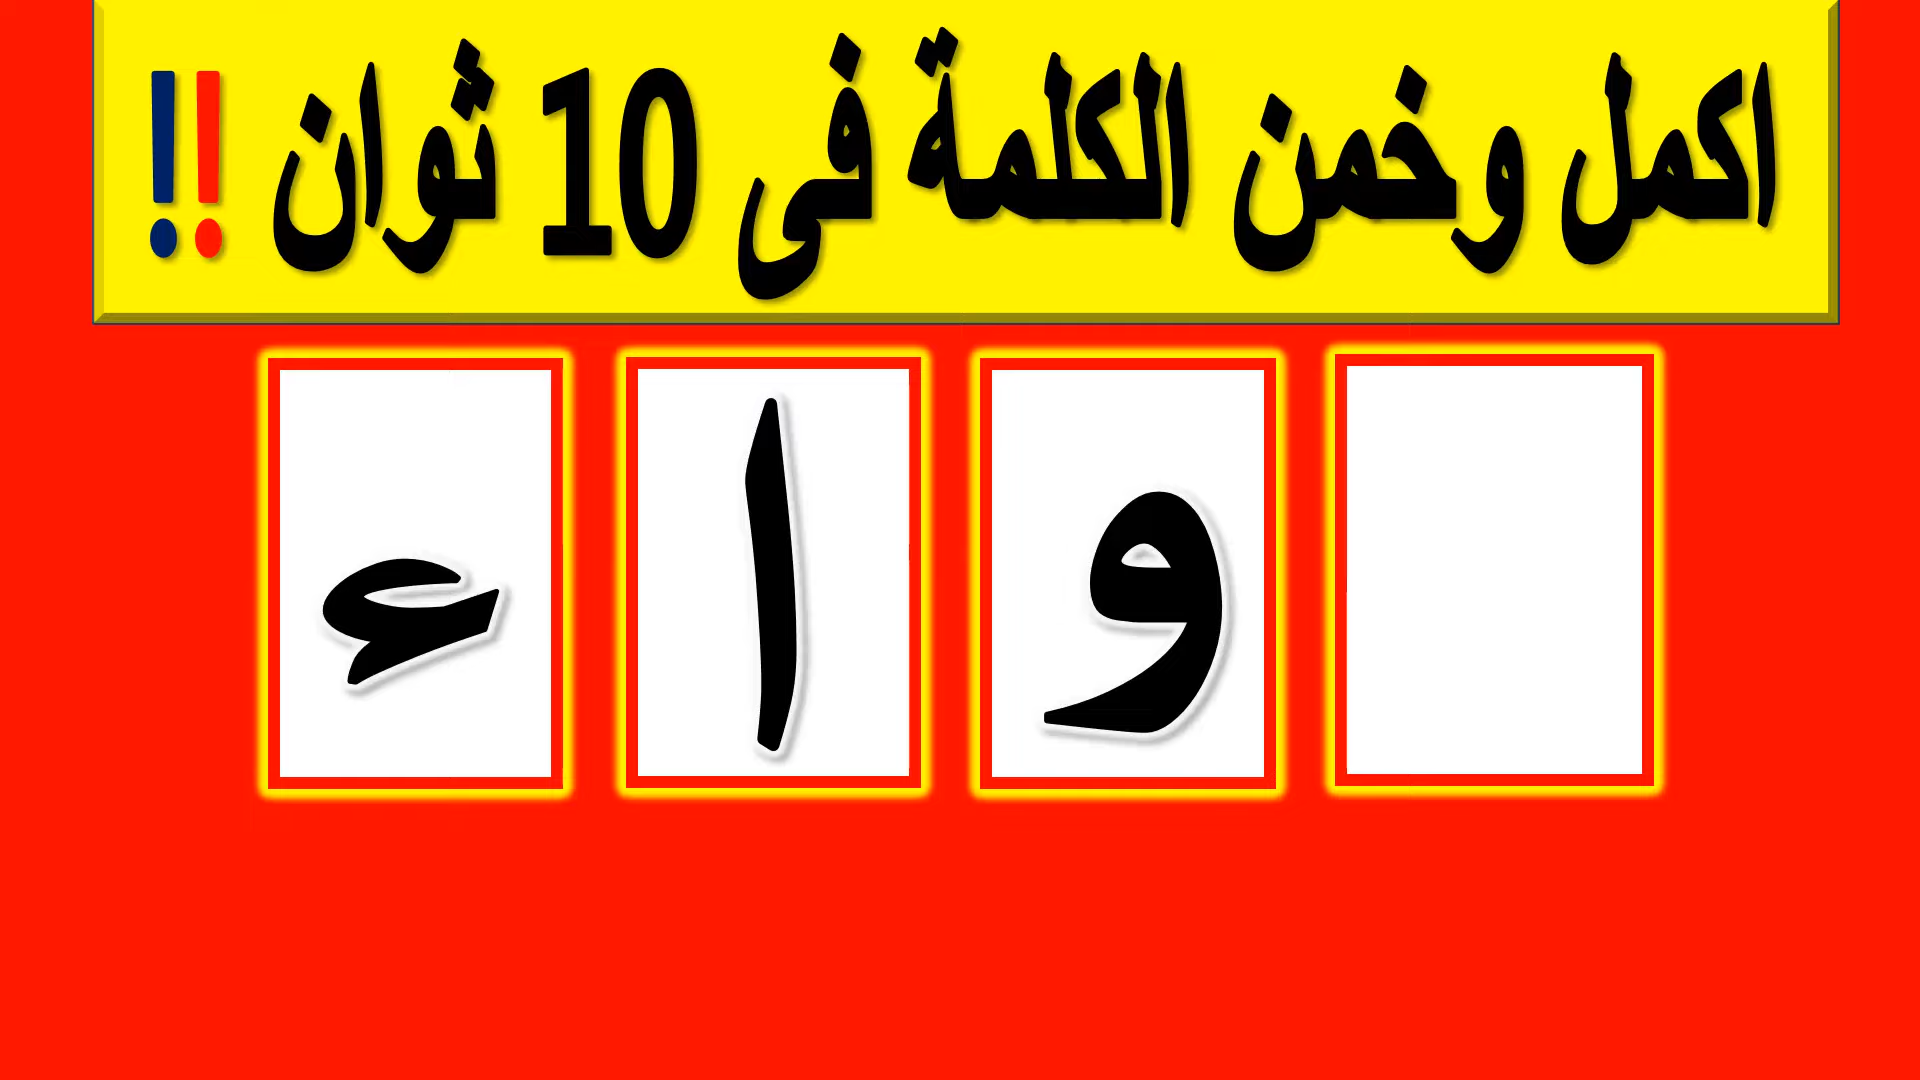 اكمل وخمن الكلمة فى 10 ثوان !!
و ا ء